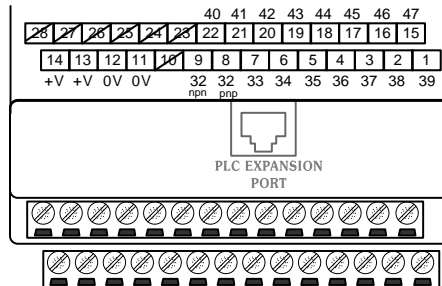 40 41 42 43 44 45 46 47
28 27 26 25 24 23 22 21 20 19 18 17 16 15
14 13 12 11 10 9 8 7 6 5 4 3 2 1
+V +V 0V 0V 32 32 33 34 35 36 37 38 39
npn pnp
PLC EXPANSION
PORT